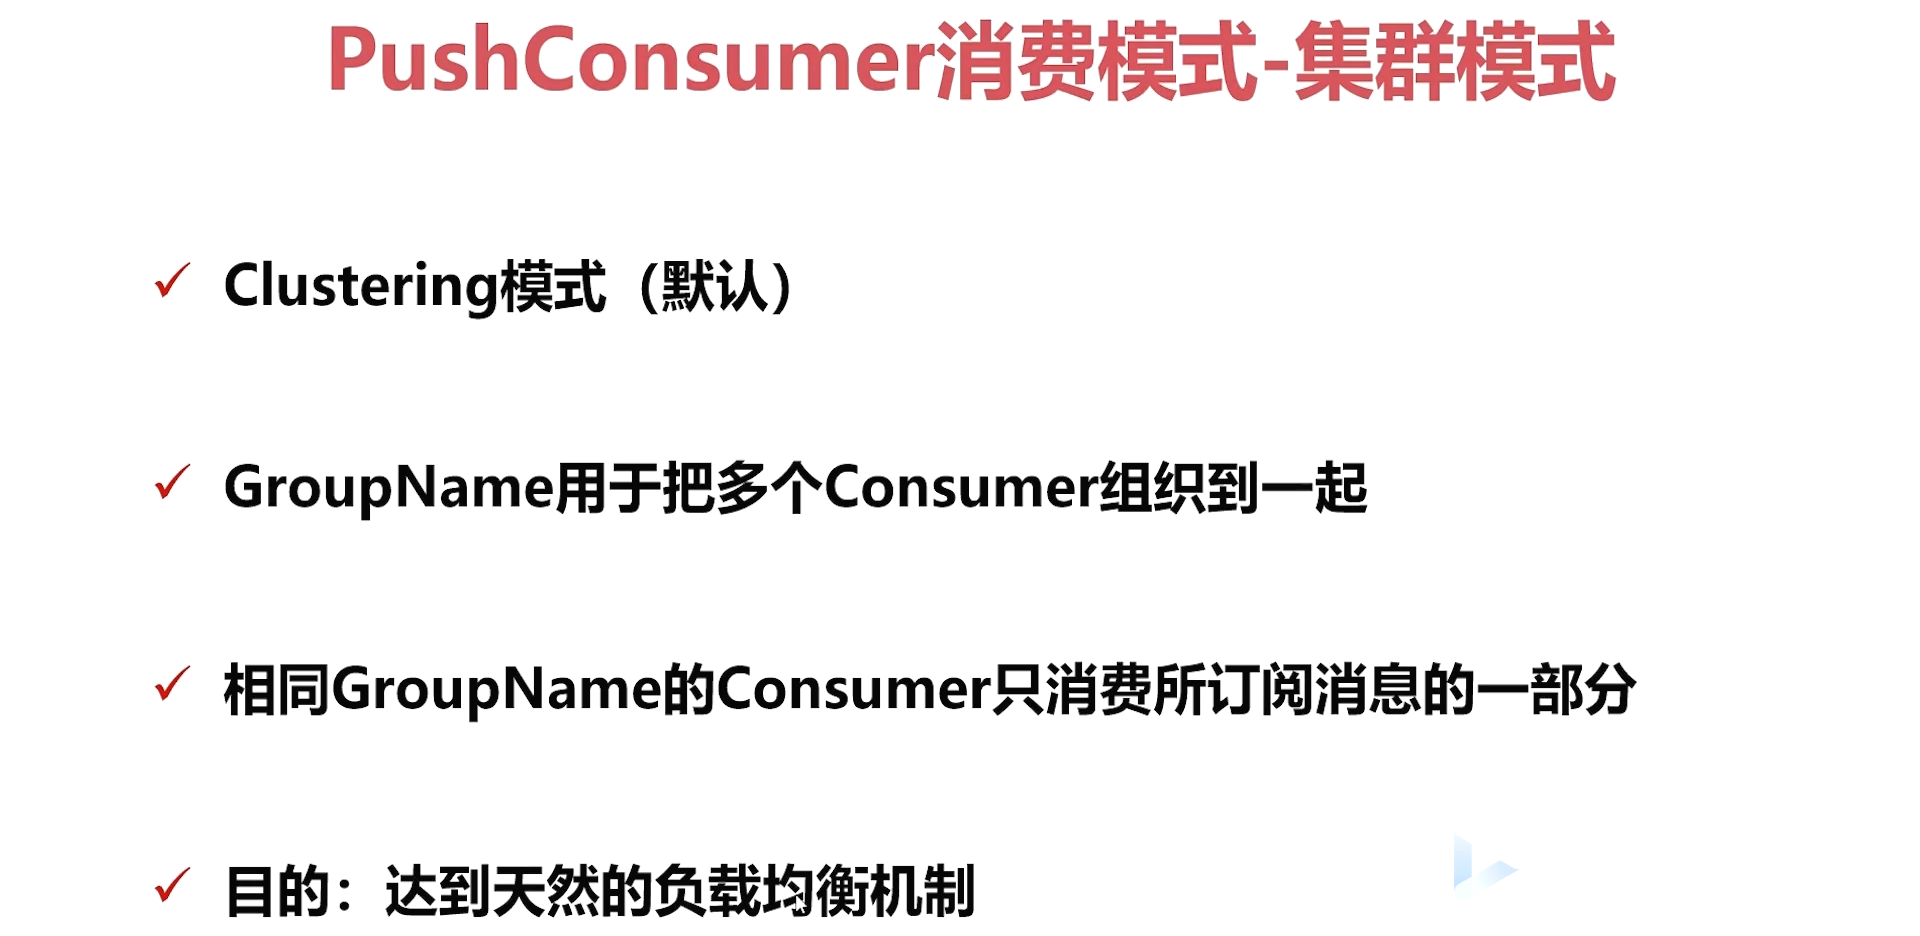 PushConsumer消费模式-集群模式
Clustering模式（默认）
GroupName用于把多个Consumer组织到一起
相同GroupName的Consumer只消费所订阅消息的一部分
目的：达到天然的负载均衡机制